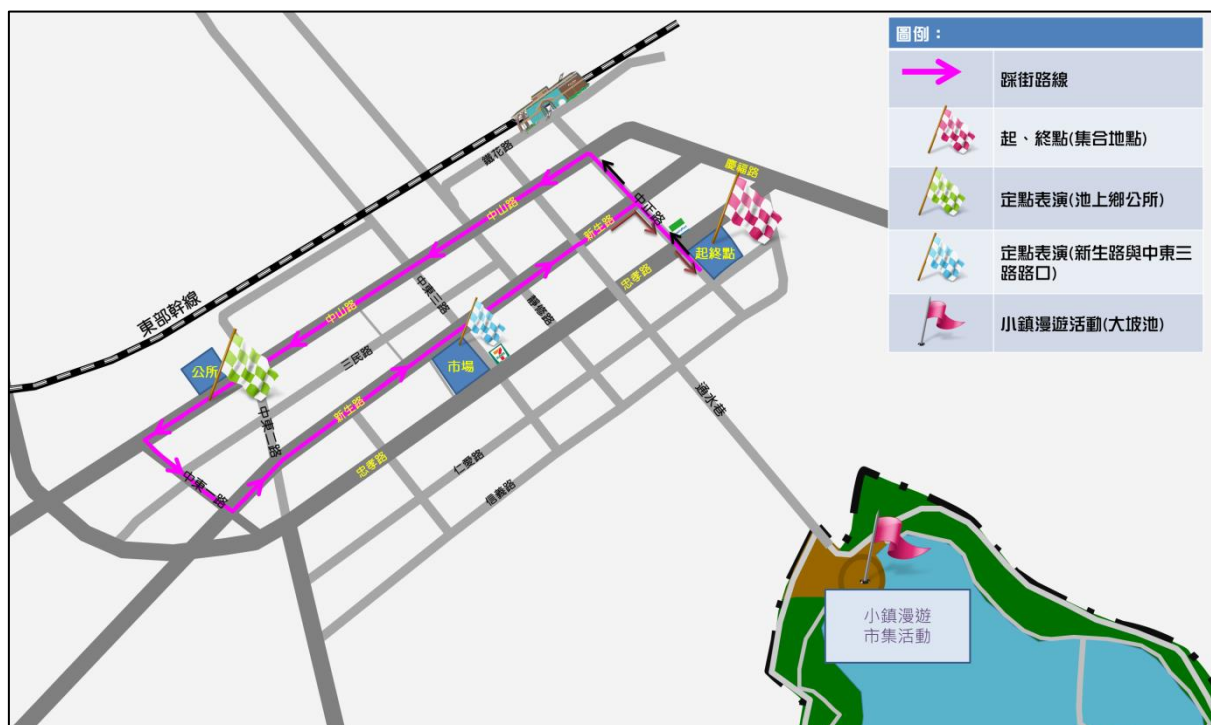 圖例：
踩街路線
起、終點(集合地點)
定點表演(池上鄉公所)
定點表演(新生路與中東三
路路口)
小鎮漫遊活動(大坡池)
鐵花路
慶福路
中山路
中正路
新生路
起終點
忠孝路
東部幹線
中東三路
靜修路
中山路
三民路
市場
公所
新生路
中東二路
忠孝路
仁愛路
信義路
通水巷
中東一路
小鎮漫遊
市集活動